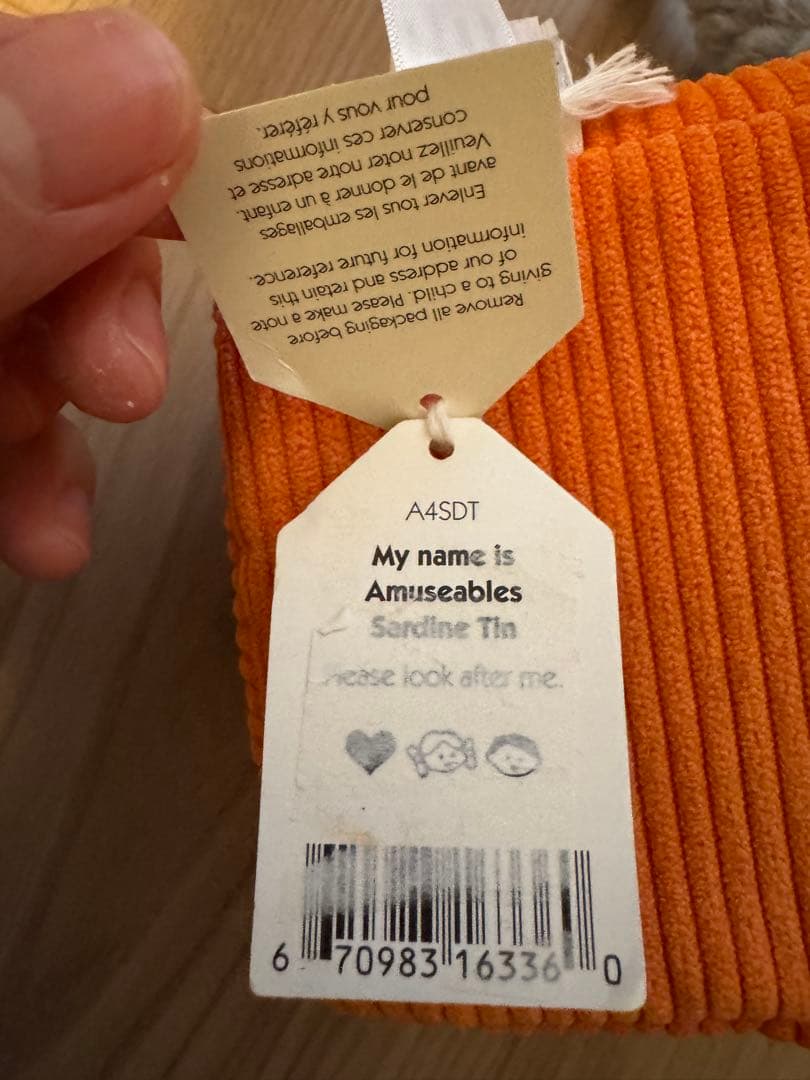 Remove all packaging before
giving to a child. Please make a note
of our address and retain this
information for future reference.
Enlever tous les emballages
avant de le donner à un enfant.
Veuillez noter notre adresse et
conserver ces informations
pour vous y référer.
A4SDT
My name is
Amuseables
Sardine Tin
Please look after me.
6 70983 16336 0